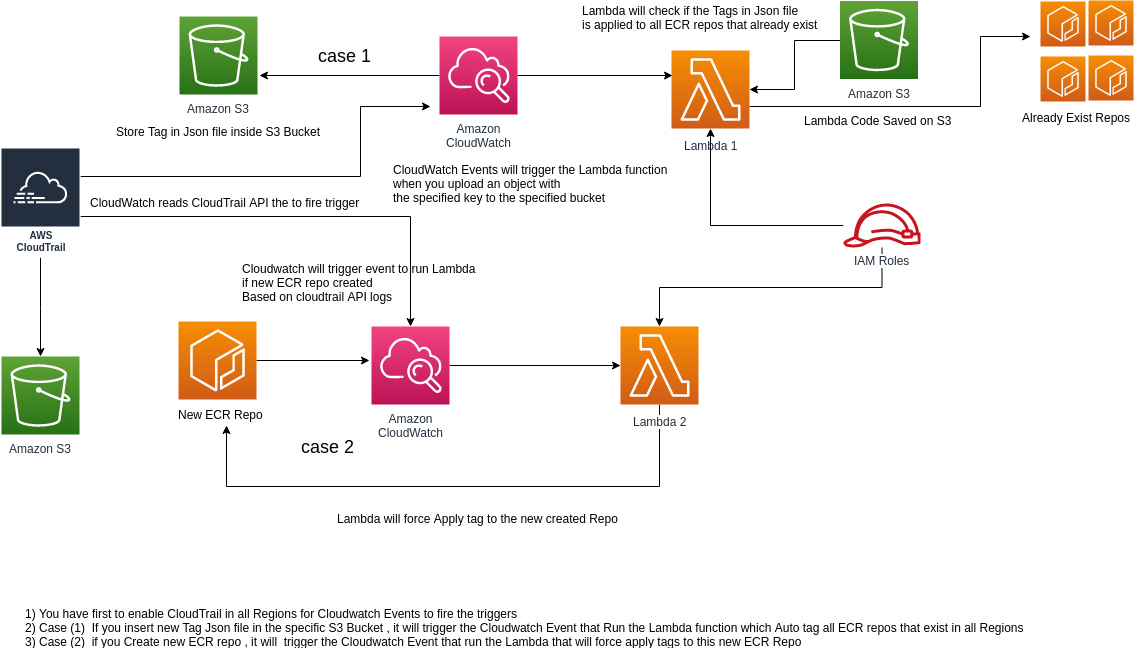 Lambda will check if the Tags in Json file
is applied to all ECR repos that already exist
case 1
Amazon S3
Store Tag in Json file inside S3 Bucket
Amazon
CloudWatch
Lambda 1
Amazon S3
Lambda Code Saved on S3
Already Exist Repos
CloudWatch Events will trigger the Lambda function
when you upload an object with
the specified key to the specified bucket
CloudWatch reads CloudTrail API the to fire trigger
AWS
CloudTrail
IAM Roles
Cloudwatch will trigger event to run Lambda
if new ECR repo created
Based on cloudtrail API logs
New ECR Repo
Amazon
CloudWatch
Lambda 2
Amazon S3
case 2
Lambda will force Apply tag to the new created Repo
1) You have first to enable CloudTrail in all Regions for Cloudwatch Events to fire the triggers
2) Case (1)  If you insert new Tag Json file in the specific S3 Bucket , it will trigger the Cloudwatch Event that Run the Lambda function which Auto tag all ECR repos that exist in all Regions
3) Case (2)  if you Create new ECR repo , it will  trigger the Cloudwatch Event that run the Lambda that will force apply tags to this new ECR Repo